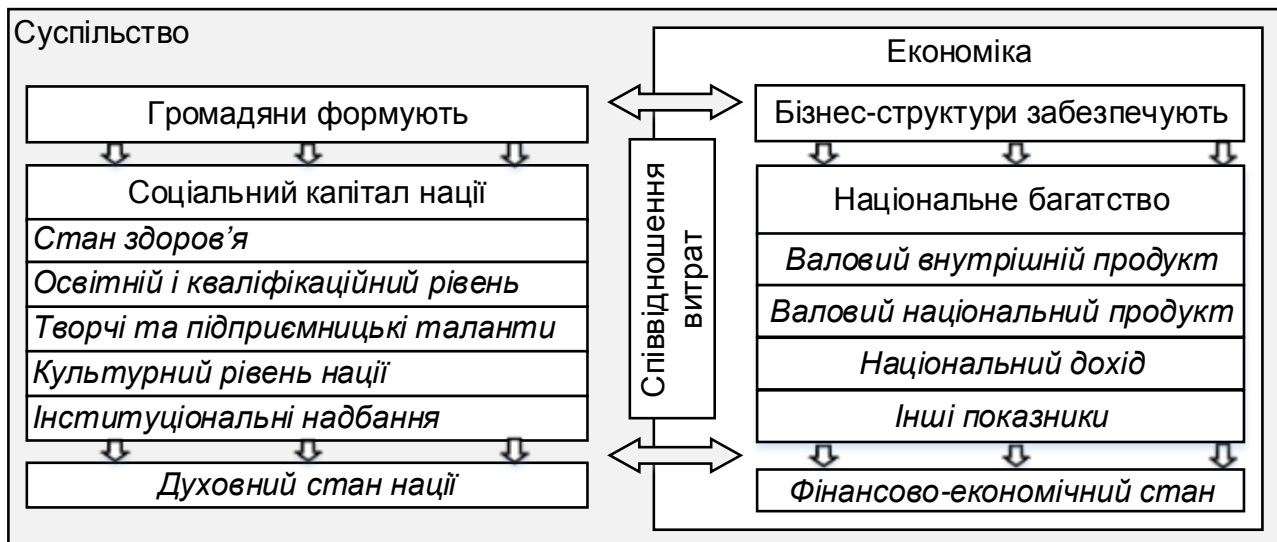 Суспільство
Економіка
Громадяни формують
Бізнес-структури забезпечують
Соціальний капітал нації
Стан здоров’я
Освітній і кваліфікаційний рівень
Творчі та підприємницькі таланти
Культурний рівень нації
Інституціональні надбання
Духовний стан нації
Співвідношення
витрат
Національне багатство
Валовий внутрішній продукт
Валовий національний продукт
Національний дохід
Інші показники
Фінансово-економічний стан